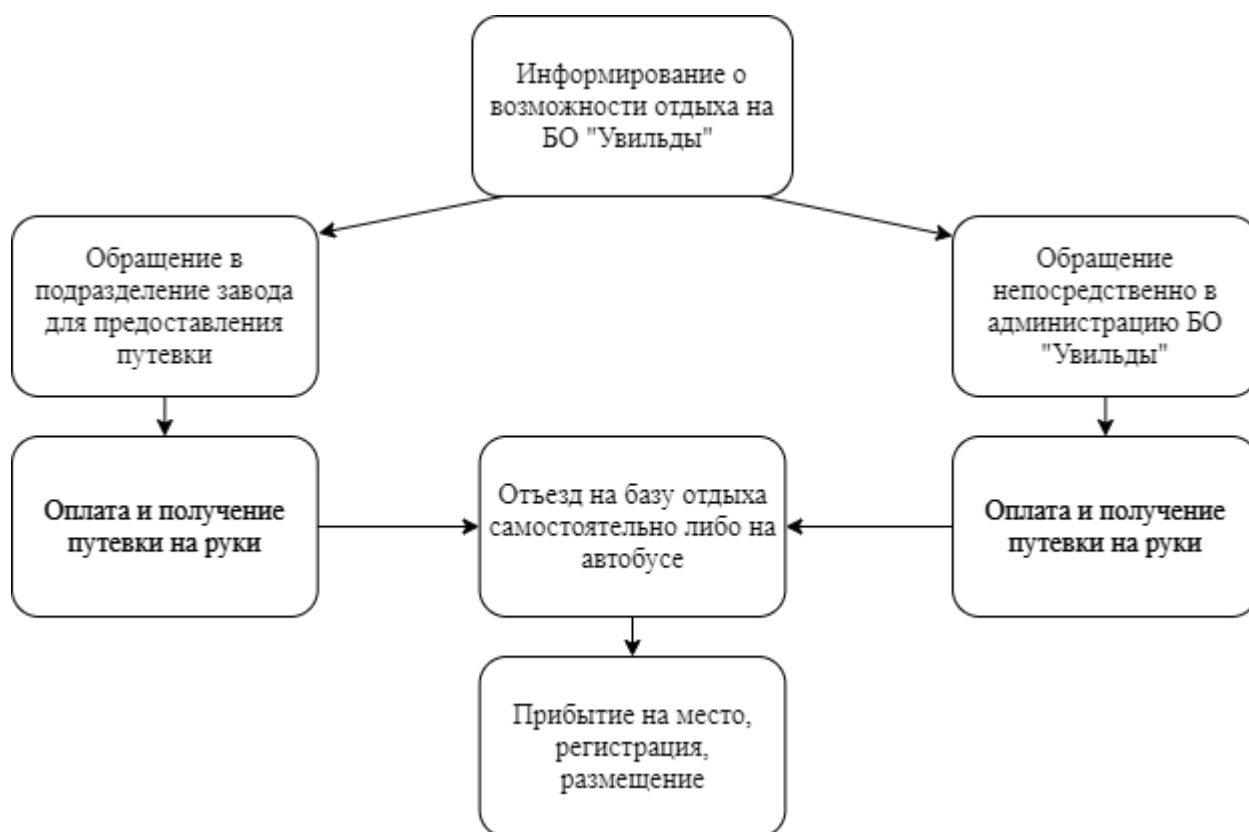 Информирование о
возможности отдыха на
БО "Увильды"
Обращение в
подразделение завода
для предоставления
путевки
Обращение
непосредственно в
администрацию БО
"Увильды"
Оплата и получение
путевки на руки
Отъезд на базу отдыха
самостоятельно либо на
автобусе
Оплата и получение
путевки на руки
Прибытие на место,
регистрация,
размещение